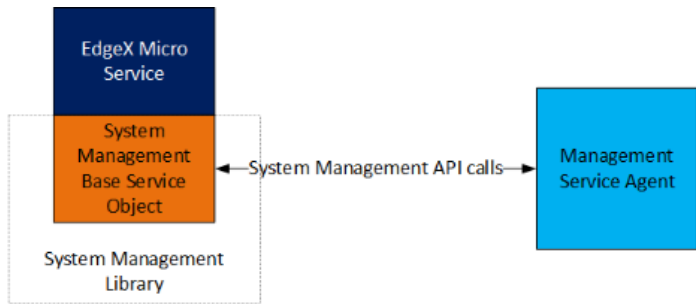 EdgeX Micro
Service
System
Management
Base Service
Object
System Management API calls
Management
Service Agent
System Management
Library